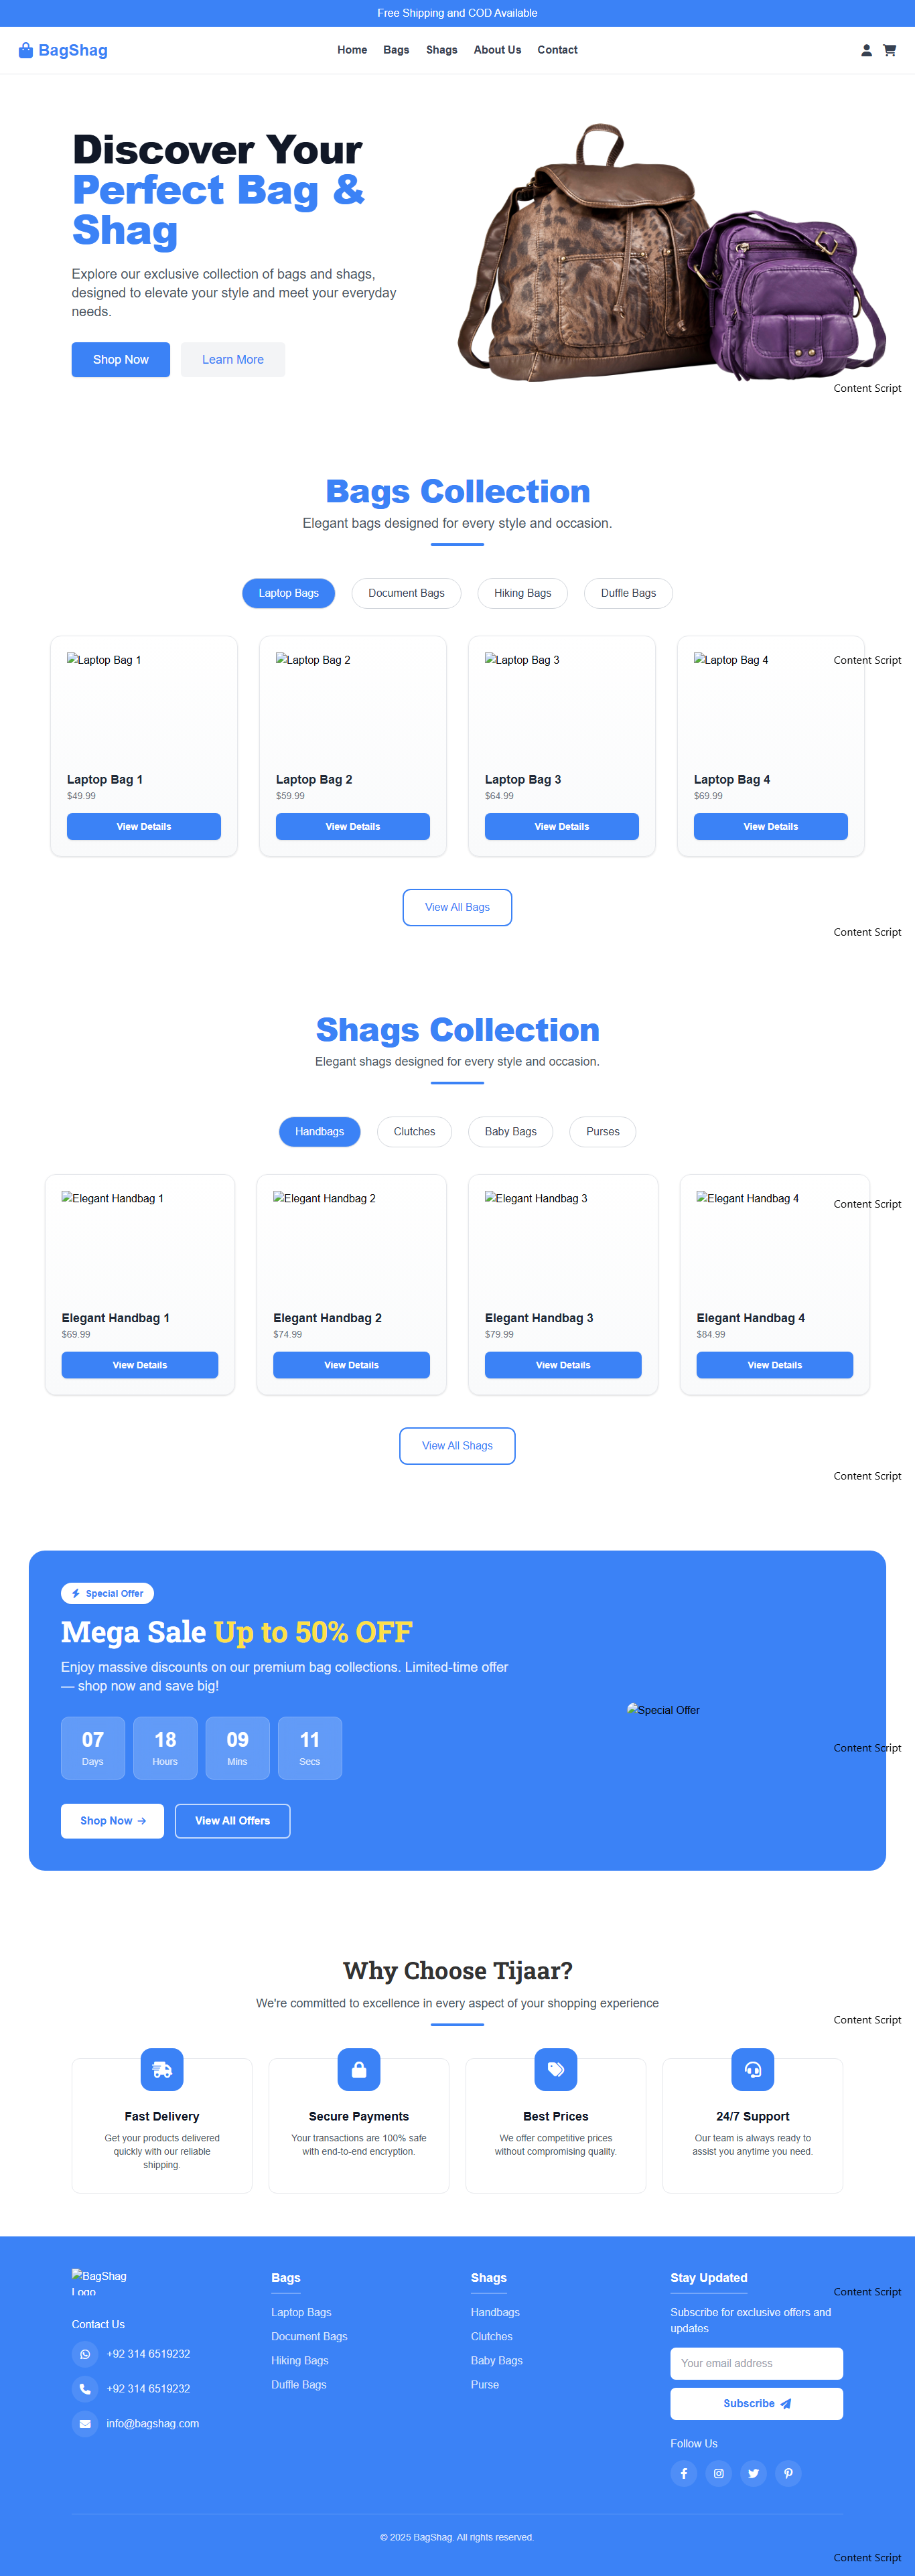 Free Shipping and COD Available
BagShag
Home Bags Shags About Us Contact
Discover Your
Perfect Bag &
Shag
Explore our exclusive collection of bags and shags,
designed to elevate your style and meet your everyday
needs.
Shop Now Learn More
Content Script
Bags Collection
Elegant bags designed for every style and occasion.
Laptop Bags Document Bags Hiking Bags Duffle Bags
Laptop Bag 1 Laptop Bag 2 Laptop Bag 3 Laptop Bag 4 Content Script
Laptop Bag 1 Laptop Bag 2 Laptop Bag 3 Laptop Bag 4
$49.99 $59.99 $64.99 $69.99
View Details View Details View Details View Details
View All Bags
Content Script
Shags Collection
Elegant shags designed for every style and occasion.
Handbags Clutches Baby Bags Purses
Elegant Handbag 1 Elegant Handbag 2 Elegant Handbag 3 Elegant Handbag 4 Content Script
Elegant Handbag 1 Elegant Handbag 2 Elegant Handbag 3 Elegant Handbag 4
$69.99 $74.99 $79.99 $84.99
View Details View Details View Details View Details
View All Shags
Content Script
Special Offer
Mega Sale Up to 50% OFF
Enjoy massive discounts on our premium bag collections. Limited-time offer
— shop now and save big!
Special Offer
07 18 09 11
Days Hours Mins Secs
Content Script
Shop Now → View All Offers
Why Choose Tijaar?
We're committed to excellence in every aspect of your shopping experience
Content Script
Fast Delivery Secure Payments Best Prices 24/7 Support
Get your products delivered Your transactions are 100% safe We offer competitive prices Our team is always ready to
quickly with our reliable with end-to-end encryption. without compromising quality. assist you anytime you need.
shipping.
BagShag
Logo
Contact Us
+92 314 6519232
+92 314 6519232
info@bagshag.com
Bags
Laptop Bags
Document Bags
Hiking Bags
Duffle Bags
Shags
Handbags
Clutches
Baby Bags
Purse
Stay Updated
Content Script
Subscribe for exclusive offers and
updates
Your email address
Subscribe
Follow Us
© 2025 BagShag. All rights reserved.
Content Script